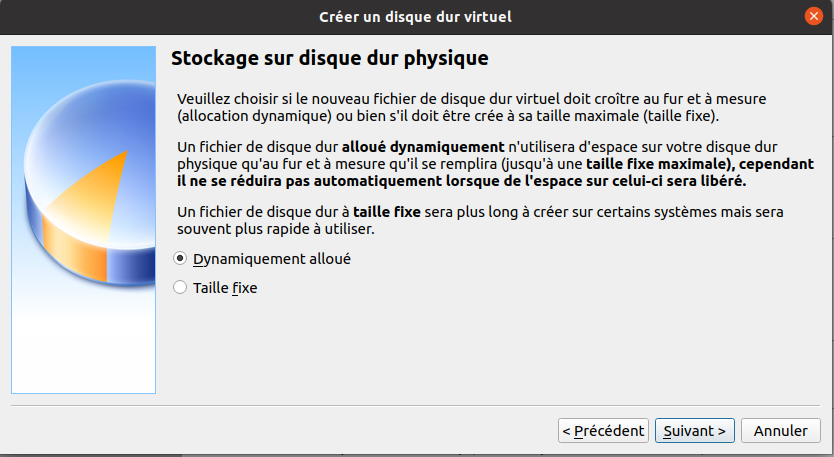 Créer un disque dur virtuel
Stockage sur disque dur physique
Veuillez choisir si le nouveau fichier de disque dur virtuel doit croître au fur et à mesure
(allocation dynamique) ou bien s'il doit être crée à sa taille maximale (taille fixe).
Un fichier de disque dur alloué dynamiquement n'utilisera d'espace sur votre disque dur
physique qu'au fur et à mesure qu'il se remplira (jusqu'à une taille fixe maximale), cependant
il ne se réduira pas automatiquement lorsque de l'espace sur celui-ci sera libéré.
Un fichier de disque dur à taille fixe sera plus long à créer sur certains systèmes mais sera
souvent plus rapide à utiliser.
Dynamiquement alloué
Taille fixe
< Précédent Suivant > Annuler